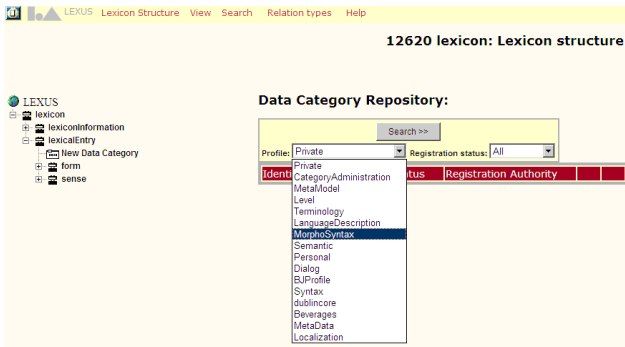 LEXUS Lexicon Structure View Search Relation types Help
12620 lexicon: Lexicon structure
LEXUS
lexicon
lexiconInformation
lexicalEntry
New Data Category
form
sense
Data Category Repository:
Search >>
Profile: Private Registration status: All
Identi tus Registration Authority
Private
CategoryAdministration
MetaModel
Level
Terminology
LanguageDescription
MorphoSyntax
Semantic
Personal
Dialog
BJProfile
Syntax
dublincore
Beverages
MetaData
Localization